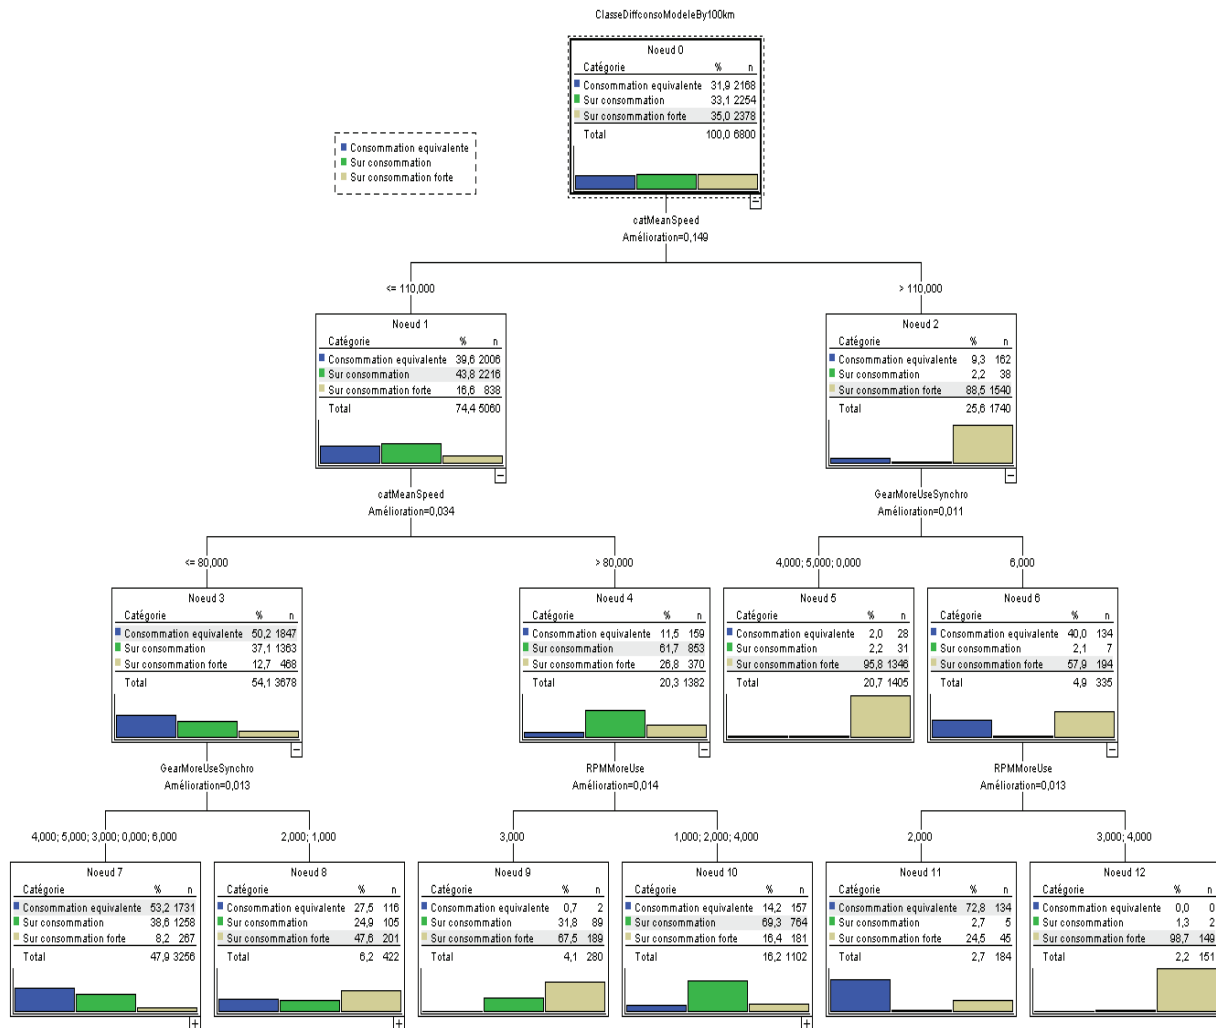 ClasseDiffconsoModeleBy100km
Noeud 0
Catégorie % n
Consommation equivalente 31,9 2168
Sur consommation 33,1 2254
Sur consommation forte 35,0 2378
Total 100,0 6800
Consommation equivalente
Sur consommation
Sur consommation forte
catMeanSpeed
Amélioration=0,149
<= 110,000
> 110,000
Noeud 1
Catégorie % n
Consommation equivalente 39,6 2006
Sur consommation 43,8 2216
Sur consommation forte 16,6 838
Total 74,4 5060
Noeud 2
Catégorie % n
Consommation equivalente 9,3 162
Sur consommation 2,2 38
Sur consommation forte 88,5 1540
Total 25,6 1740
catMeanSpeed
Amélioration=0,034
GearMoreUseSynchro
Amélioration=0,011
<= 80,000
> 80,000
4,000; 5,000; 0,000
6,000
Noeud 3
Catégorie % n
Consommation equivalente 50,2 1847
Sur consommation 37,1 1363
Sur consommation forte 12,7 468
Total 54,1 3678
Noeud 4
Catégorie % n
Consommation equivalente 11,5 159
Sur consommation 61,7 853
Sur consommation forte 26,8 370
Total 20,3 1382
Noeud 5
Catégorie % n
Consommation equivalente 2,0 28
Sur consommation 2,2 31
Sur consommation forte 95,8 1346
Total 20,7 1405
Noeud 6
Catégorie % n
Consommation equivalente 40,0 134
Sur consommation 2,1 7
Sur consommation forte 57,9 194
Total 4,9 335
GearMoreUseSynchro
Amélioration=0,013
RPMMoreUse
Amélioration=0,014
RPMMoreUse
Amélioration=0,013
4,000; 5,000; 3,000; 0,000; 6,000
2,000; 1,000
3,000
1,000; 2,000; 4,000
2,000
3,000; 4,000
Noeud 7
Catégorie % n
Consommation equivalente 53,2 1731
Sur consommation 38,6 1258
Sur consommation forte 8,2 267
Total 47,9 3256
Noeud 8
Catégorie % n
Consommation equivalente 27,5 116
Sur consommation 24,9 105
Sur consommation forte 47,6 201
Total 6,2 422
Noeud 9
Catégorie % n
Consommation equivalente 0,7 2
Sur consommation 31,8 89
Sur consommation forte 67,5 189
Total 4,1 280
Noeud 10
Catégorie % n
Consommation equivalente 14,2 157
Sur consommation 69,3 764
Sur consommation forte 16,4 181
Total 16,2 1102
Noeud 11
Catégorie % n
Consommation equivalente 72,8 134
Sur consommation 2,7 5
Sur consommation forte 24,5 45
Total 2,7 184
Noeud 12
Catégorie % n
Consommation equivalente 0,0 0
Sur consommation 1,3 2
Sur consommation forte 98,7 149
Total 2,2 151